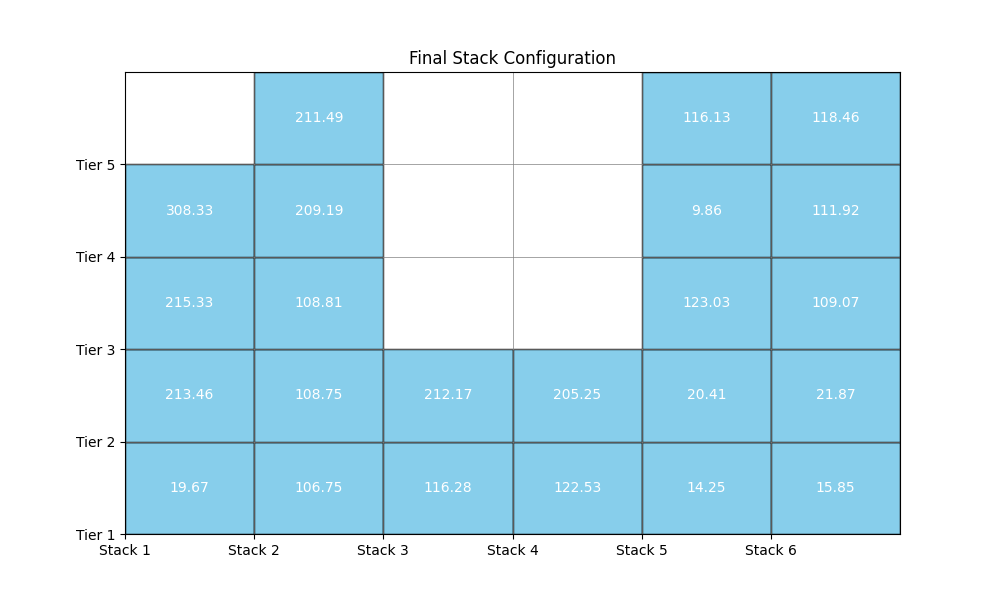 Final Stack Configuration
211.49 116.13 118.46
Tier 5
308.33 209.19 9.86 111.92
Tier 4
215.33 108.81 123.03 109.07
Tier 3
213.46 108.75 212.17 205.25 20.41 21.87
Tier 2
19.67 106.75 116.28 122.53 14.25 15.85
Tier 1
Stack 1 Stack 2 Stack 3 Stack 4 Stack 5 Stack 6